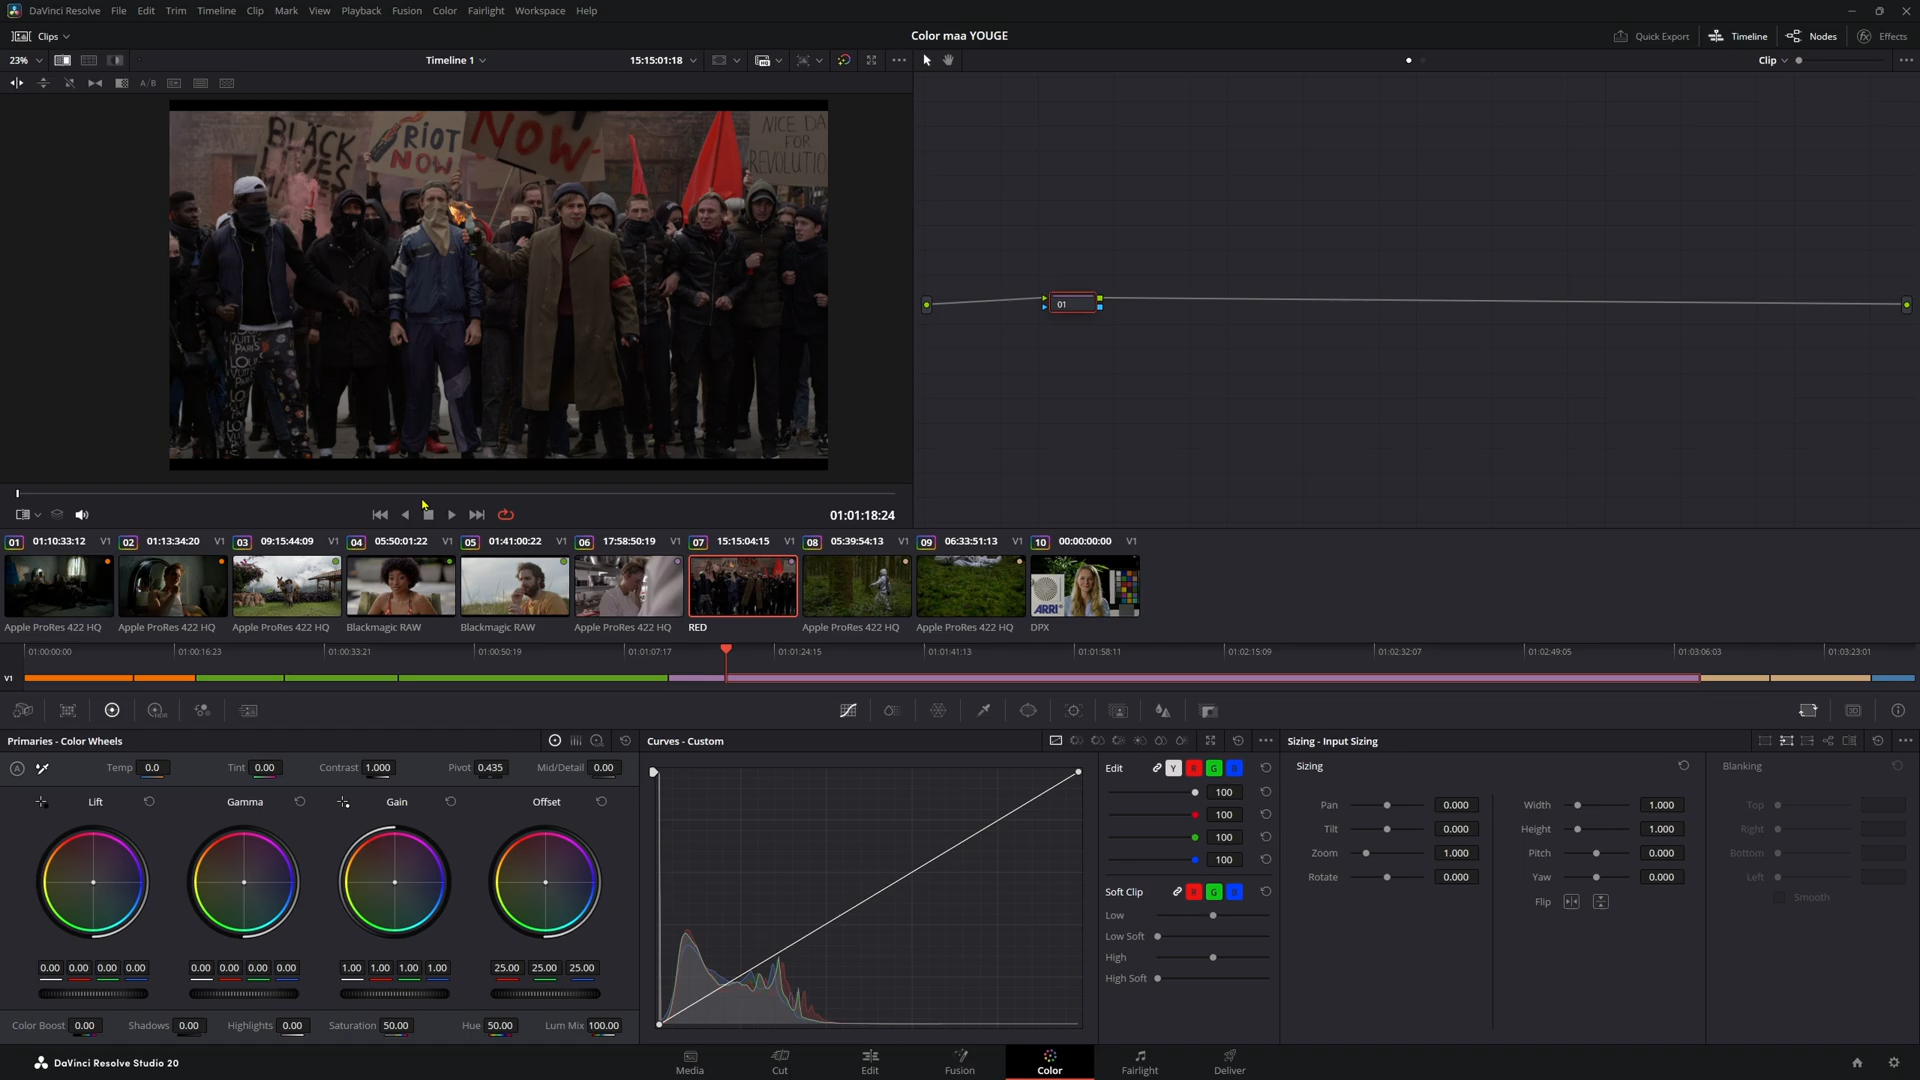 DaVinci Resolve File Edit Trim Timeline Clip Mark View Playback Fusion Color Fairlight Workspace Help
Clips Color maa YOUGE Quick Export Timeline Nodes Effects
23% Timeline 1 15:15:01:18 Clip
A/B
BLACK LIVES
RIOT NOW
NOW
NICE DA
FOR
REVOLUTIO
01
01:01:18:24
01 01:10:33:12 V1 02 01:13:34:20 V1 03 09:15:44:09 V1 04 05:50:01:22 V1 05 01:41:00:22 V1 06 17:58:50:19 V1 07 15:15:04:15 V1 08 05:39:54:13 V1 09 06:33:51:13 V1 10 00:00:00:00 V1
ARRI
Apple ProRes 422 HQ Apple ProRes 422 HQ Apple ProRes 422 HQ Blackmagic RAW Blackmagic RAW Apple ProRes 422 HQ RED Apple ProRes 422 HQ Apple ProRes 422 HQ DPX
01:00:00:00 01:00:16:23 01:00:33:21 01:00:50:19 01:01:07:17 01:01:24:15 01:01:41:13 01:01:58:11 01:02:15:09 01:02:32:07 01:02:49:05 01:03:06:03 01:03:23:01
V1
HDR 3D
Primaries - Color Wheels Curves - Custom Sizing - Input Sizing
A Temp 0.0 Tint 0.00 Contrast 1.000 Pivot 0.435 Mid/Detail 0.00
Lift Gamma Gain Offset
0.00 0.00 0.00 0.00 0.00 0.00 0.00 0.00 1.00 1.00 1.00 1.00 25.00 25.00 25.00
Color Boost 0.00 Shadows 0.00 Highlights 0.00 Saturation 50.00 Hue 50.00 Lum Mix 100.00
Edit Y R G B
100
100
100
100
Soft Clip R G B
Low
Low Soft
High
High Soft
Sizing Blanking
Pan 0.000 Width 1.000 Top
Tilt 0.000 Height 1.000 Right
Zoom 1.000 Pitch 0.000 Bottom
Rotate 0.000 Yaw 0.000 Left
Flip Smooth
DaVinci Resolve Studio 20 Media Cut Edit Fusion Color Fairlight Deliver